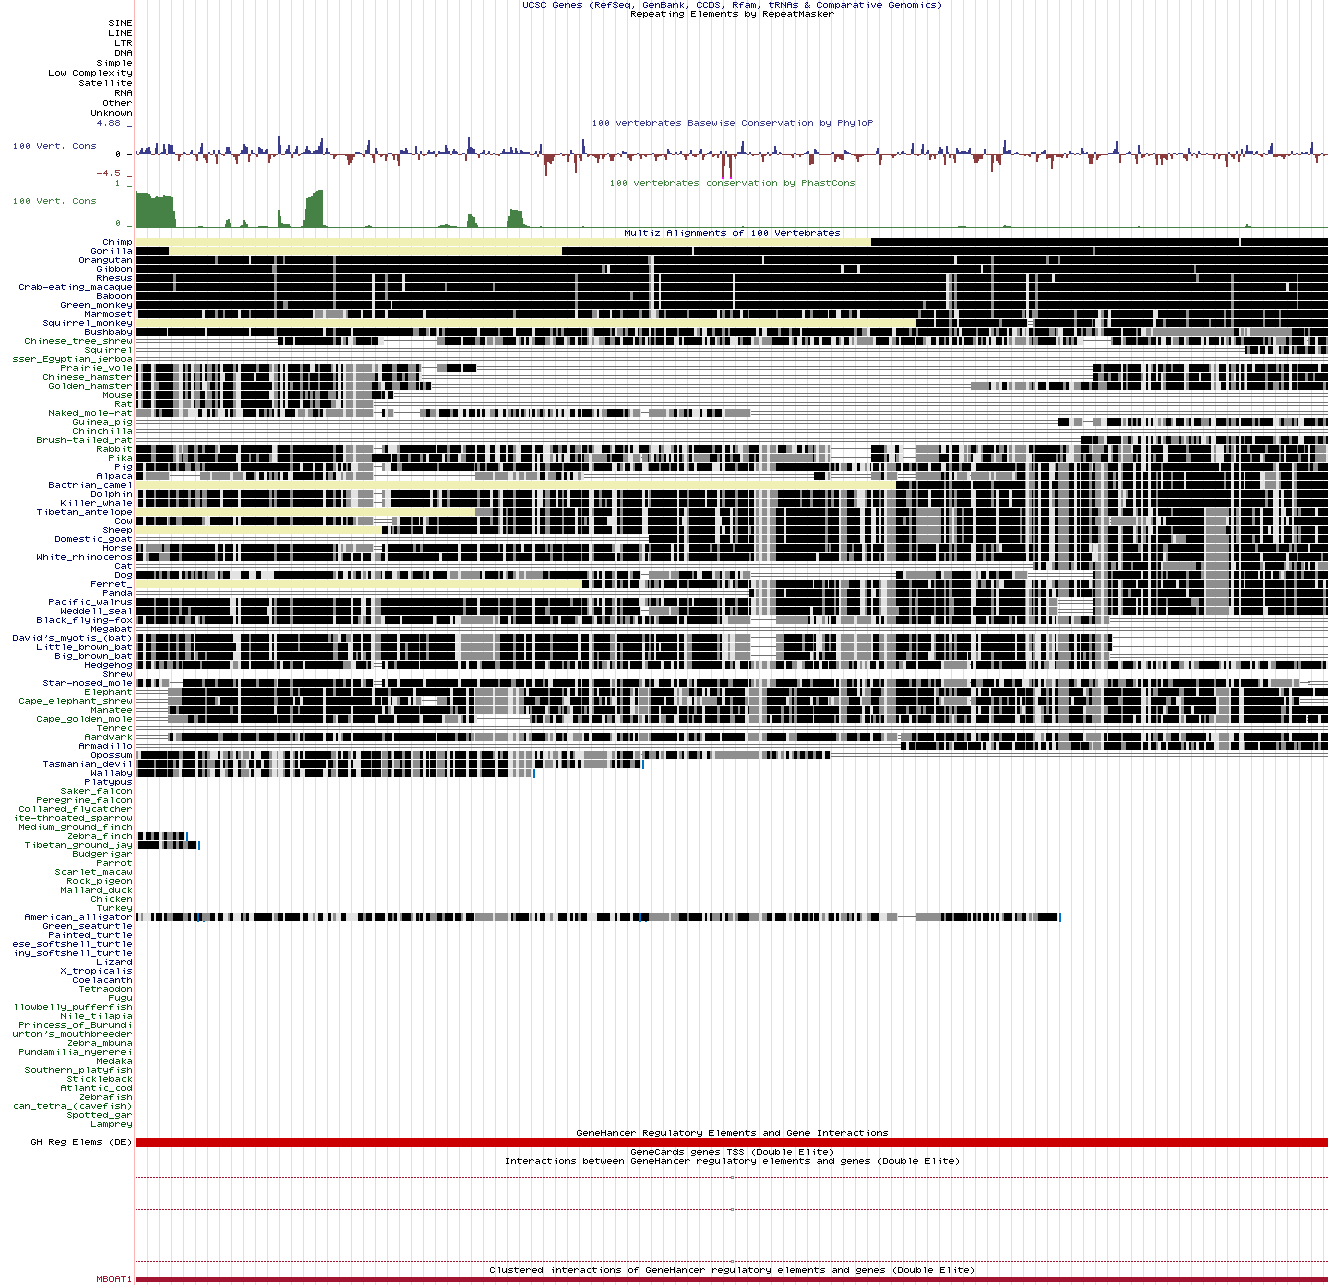 UCSC Genes (RefSeq, GenBank, CCDS, Rfam, tRNAs & Comparative Genomics)
Repeating Elements by RepeatMasker
SINE
LINE
LTR
DNA
Simple
Low Complexity
Satellite
RNA
Other
Unknown
4.88 _
100 vertebrates Basewise Conservation by PhyloP
100 Vert. Cons
0 _
-4.5 _
1 _
100 vertebrates conservation by PhastCons
100 Vert. Cons
0 _
Multiz Alignments of 100 Vertebrates
Chimp
Gorilla
Orangutan
Gibbon
Rhesus
Crab-eating_macaque
Baboon
Green_monkey
Marmoset
Squirrel_monkey
Bushbaby
Chinese_tree_shrew
Squirrel
sser_Egyptian_jerboa
Prairie_vole
Chinese_hamster
Golden_hamster
Mouse
Rat
Naked_mole-rat
Guinea_pig
Chinchilla
Brush-tailed_rat
Rabbit
Pika
Pig
Alpaca
Bactrian_camel
Dolphin
Killer_whale
Tibetan_antelope
Cow
Sheep
Domestic_goat
Horse
White_rhinoceros
Cat
Dog
Ferret_
Panda
Pacific_walrus
Weddell_seal
Black_flying-fox
Megabat
David's_myotis_(bat)
Little_brown_bat
Big_brown_bat
Hedgehog
Shrew
Star-nosed_mole
Elephant
Cape_elephant_shrew
Manatee
Cape_golden_mole
Tenrec
Aardvark
Armadillo
Opossum
Tasmanian_devil
Wallaby
Platypus
Saker_falcon
Peregrine_falcon
Collared_flycatcher
ite-throated_sparrow
Medium_ground_finch
Zebra_finch
Tibetan_ground_jay
Budgerigar
Parrot
Scarlet_macaw
Rock_pigeon
Mallard_duck
Chicken
Turkey
American_alligator
Green_seaturtle
Painted_turtle
ese_softshell_turtle
iny_softshell_turtle
Lizard
X_tropicalis
Coelacanth
Tetraodon
Fugu
llowbelly_pufferfish
Nile_tilapia
Princess_of_Burundi
urton's_mouthbreeder
Zebra_mbuna
Pundamilia_nyererei
Medaka
Southern_platyfish
Stickleback
Atlantic_cod
Zebrafish
can_tetra_(cavefish)
Spotted_gar
Lamprey
GeneHancer Regulatory Elements and Gene Interactions
GH Reg Elems (DE)
GeneCards genes TSS (Double Elite)
Interactions between GeneHancer regulatory elements and genes (Double Elite)
Clustered interactions of GeneHancer regulatory elements and genes (Double Elite)
MBOAT1